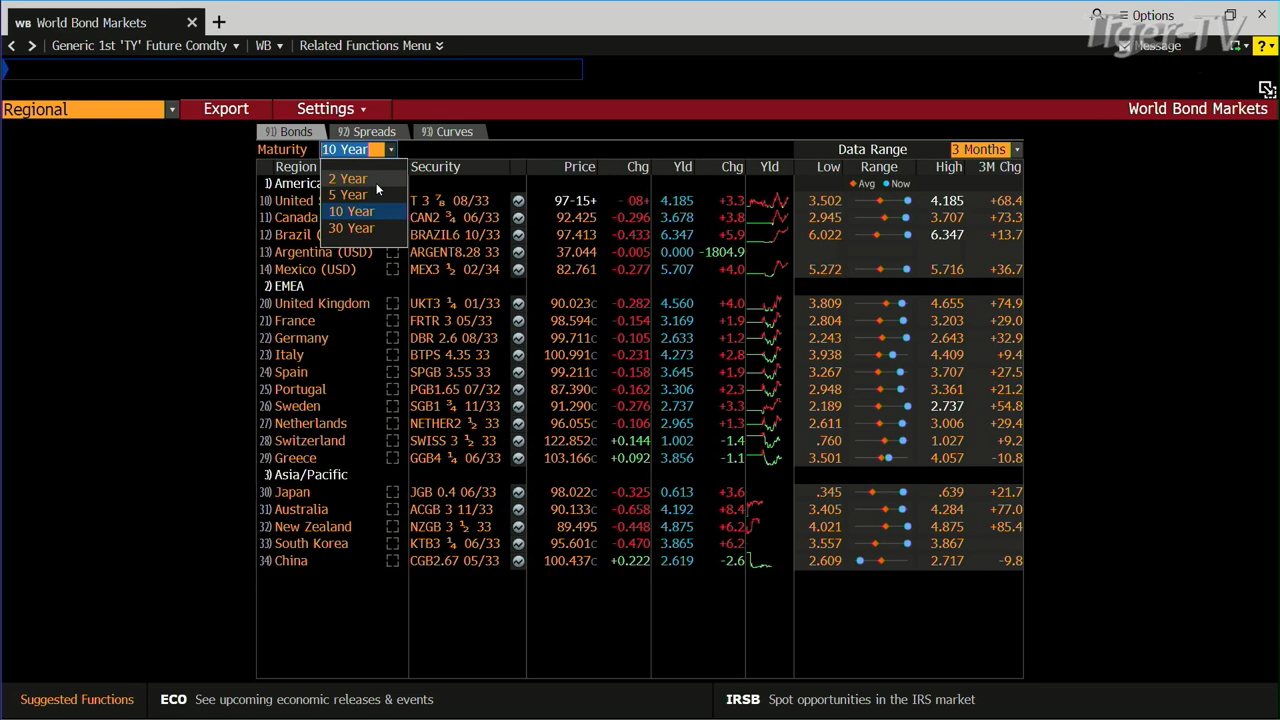 WB World Bond Markets
Options
Tiger-TV
Generic 1st 'TY' Future Comdty WB Related Functions Menu Message ?
Regional Export Settings World Bond Markets
91) Bonds 92) Spreads 93) Curves
Maturity 10 Year Data Range 3 Months
Region Security Price Chg Yld Chg Yld Low Range High 3M Chg
2 Year
5 Year
10 Year
30 Year
1) America Avg Now
10) United S T 3 ⅞ 08/33 97-15+ - 08+ 4.185 +3.3 3.502 4.185 +68.4
11) Canada CAN2 ¾ 06/33 92.425 -0.296 3.678 +3.8 2.945 3.707 +73.3
12) Brazil ( BRAZIL6 10/33 97.413 -0.433 6.347 +5.9 6.022 6.347 +13.7
13) Argentina (USD) ARGENT8.28 33 37.044 -0.005 0.000 -1804.9
14) Mexico (USD) MEX3 ½ 02/34 82.761 -0.277 5.707 +4.0 5.272 5.716 +36.7
2) EMEA
20) United Kingdom UKT3 ¼ 01/33 90.023C -0.282 4.560 +4.0 3.809 4.655 +74.9
21) France FRTR 3 05/33 98.594C -0.154 3.169 +1.9 2.804 3.203 +29.0
22) Germany DBR 2.6 08/33 99.711C -0.105 2.633 +1.2 2.243 2.643 +32.9
23) Italy BTPS 4.35 33 100.991C -0.231 4.273 +2.8 3.938 4.409 +9.4
24) Spain SPGB 3.55 33 99.211C -0.158 3.645 +1.9 3.267 3.707 +27.5
25) Portugal PGB1.65 07/32 87.390C -0.162 3.306 +2.3 2.948 3.361 +21.2
26) Sweden SGB1 ¾ 11/33 91.290C -0.276 2.737 +3.3 2.189 2.737 +54.8
27) Netherlands NETHER2 ½ 33 96.055C -0.106 2.965 +1.3 2.611 3.006 +29.4
28) Switzerland SWISS 3 ½ 33 122.852C +0.144 1.002 -1.4 .760 1.027 +9.2
29) Greece GGB4 ¼ 06/33 103.166C +0.092 3.856 -1.1 3.501 4.057 -10.8
3) Asia/Pacific
30) Japan JGB 0.4 06/33 98.022C -0.325 0.613 +3.6 .345 .639 +21.7
31) Australia ACGB 3 11/33 90.133C -0.658 4.192 +8.4 3.405 4.284 +77.0
32) New Zealand NZGB 3 ½ 33 89.495 -0.448 4.875 +6.2 4.021 4.875 +85.4
33) South Korea KTB3 ¼ 06/33 95.601C -0.470 3.865 +6.2 3.557 3.867
34) China CGB2.67 05/33 100.437C +0.222 2.619 -2.6 2.609 2.717 -9.8
Suggested Functions ECO See upcoming economic releases & events IRSB Spot opportunities in the IRS market